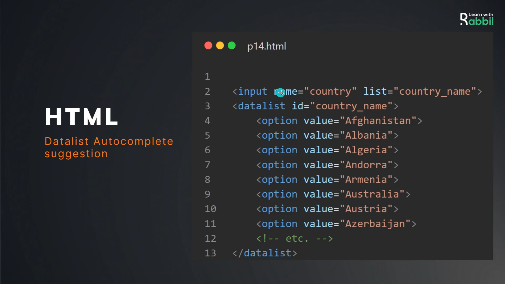 Learn with
Rabbil
p14.html
HTML
Datalist Autocomplete
suggestion
1
2 <input name="country" list="country_name">
3 <datalist id="country_name">
4 <option value="Afghanistan">
5 <option value="Albania">
6 <option value="Algeria">
7 <option value="Andorra">
8 <option value="Armenia">
9 <option value="Australia">
10 <option value="Austria">
11 <option value="Azerbaijan">
12 <!-- etc. -->
13 </datalist>